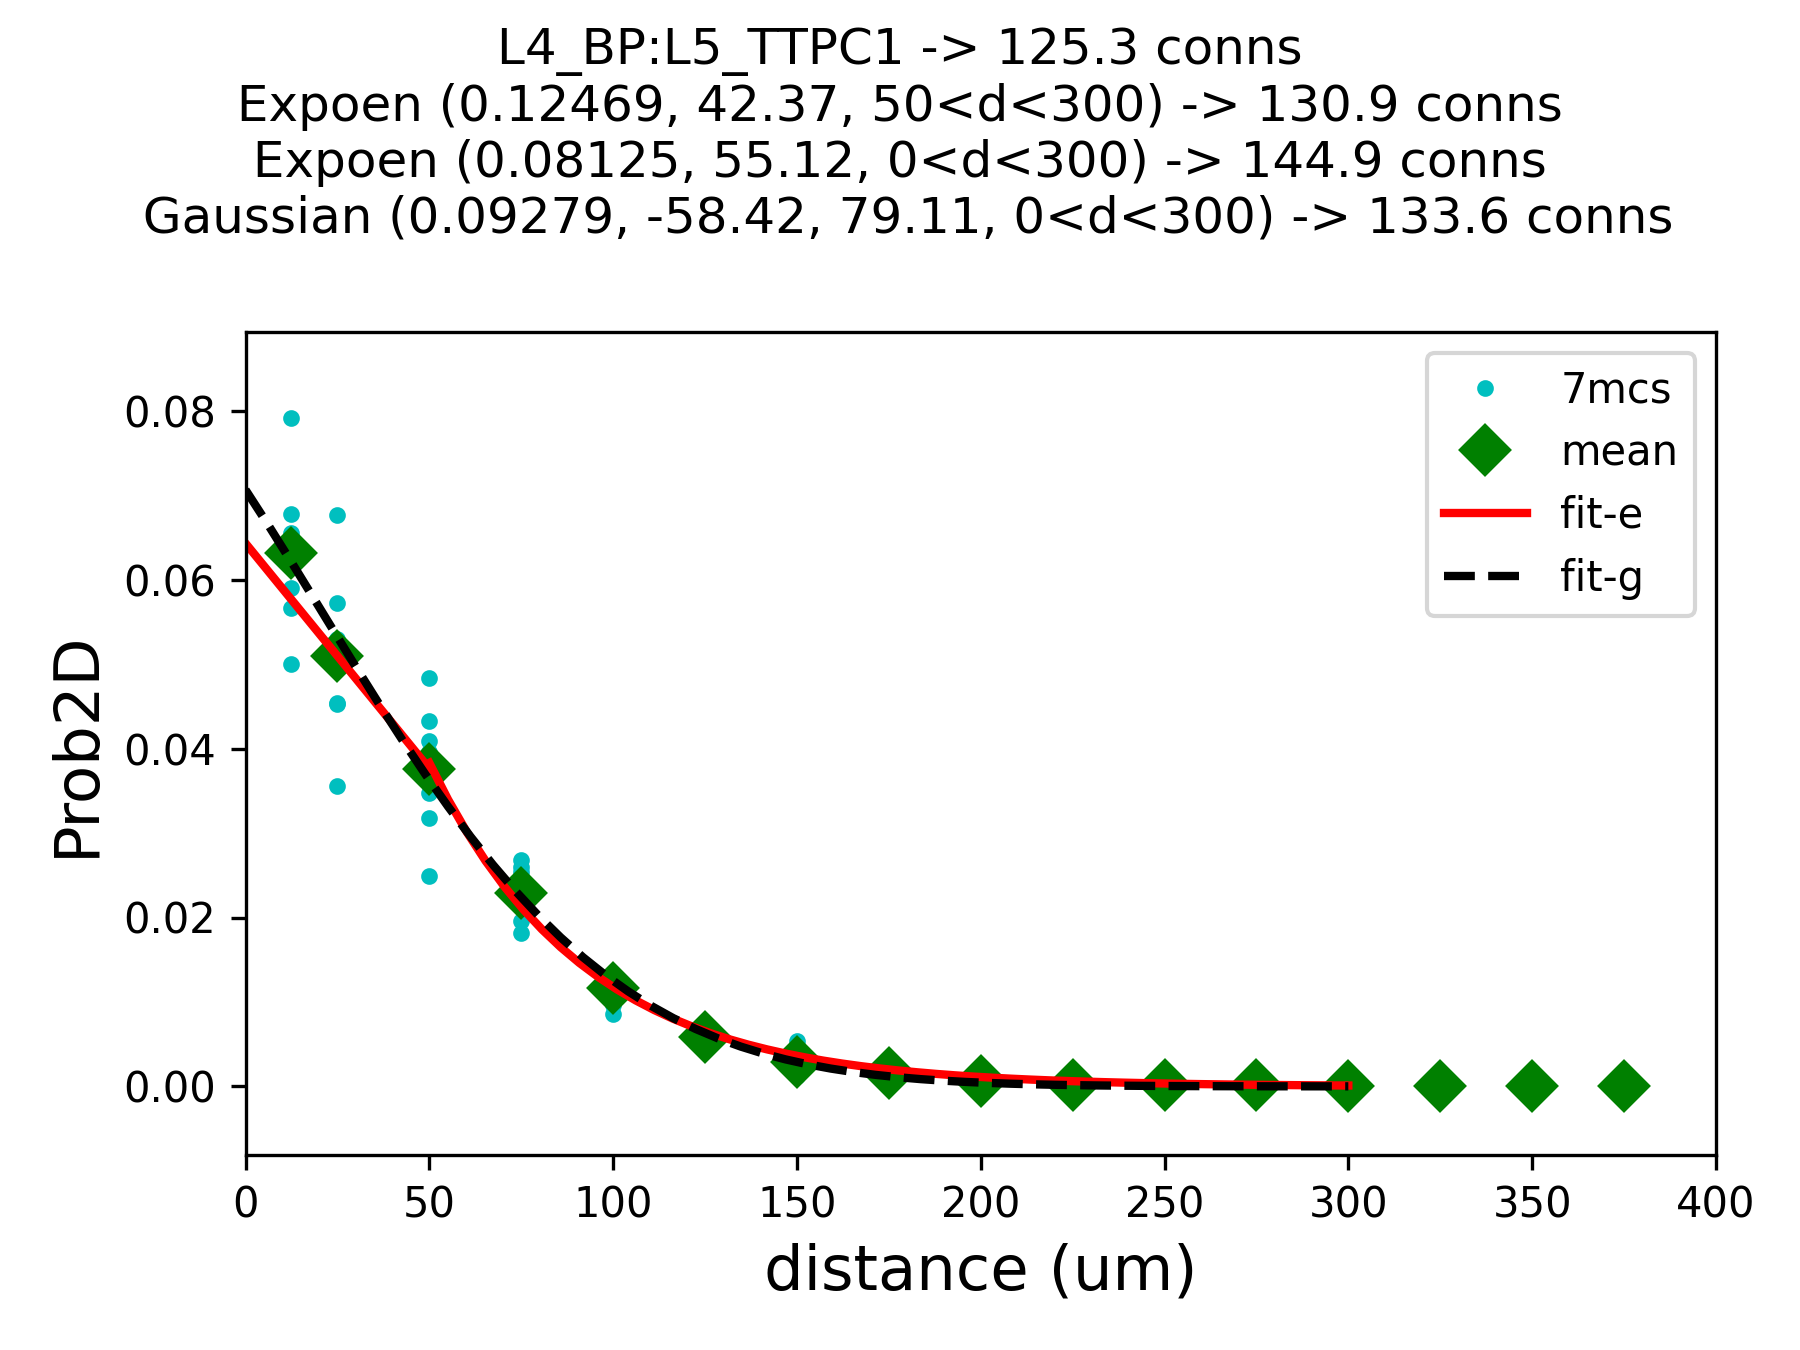 L4_BP:L5_TTPC1 -> 125.3 conns
Expoen (0.12469, 42.37, 50<d<300) -> 130.9 conns
Expoen (0.08125, 55.12, 0<d<300) -> 144.9 conns
Gaussian (0.09279, -58.42, 79.11, 0<d<300) -> 133.6 conns
7mcs
mean
fit-e
fit-g
Prob2D
0.08
0.06
0.04
0.02
0.00
0 50 100 150 200 250 300 350 400
distance (um)